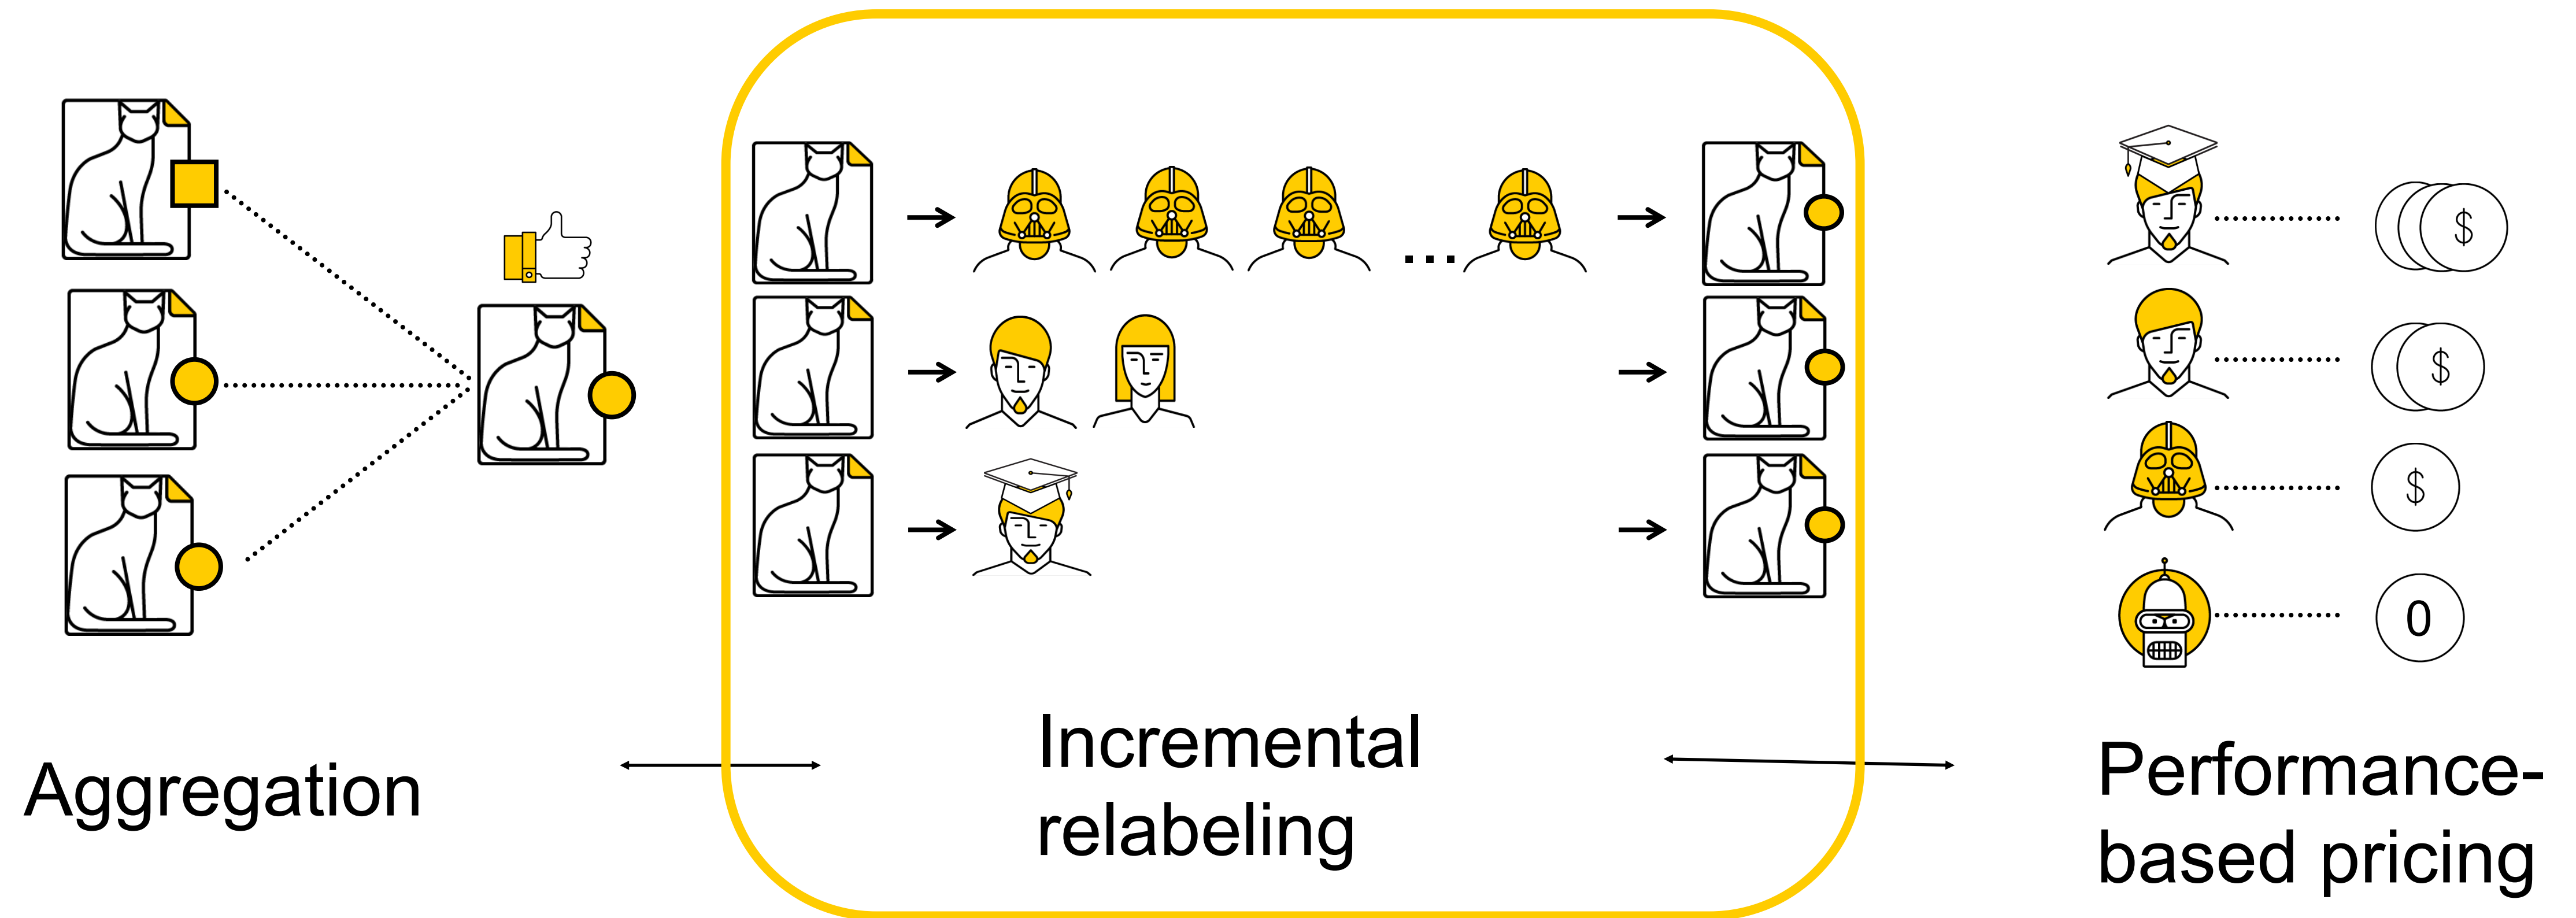 ...
$
$
$
0
Aggregation
Incremental
relabeling
Performance-
based pricing